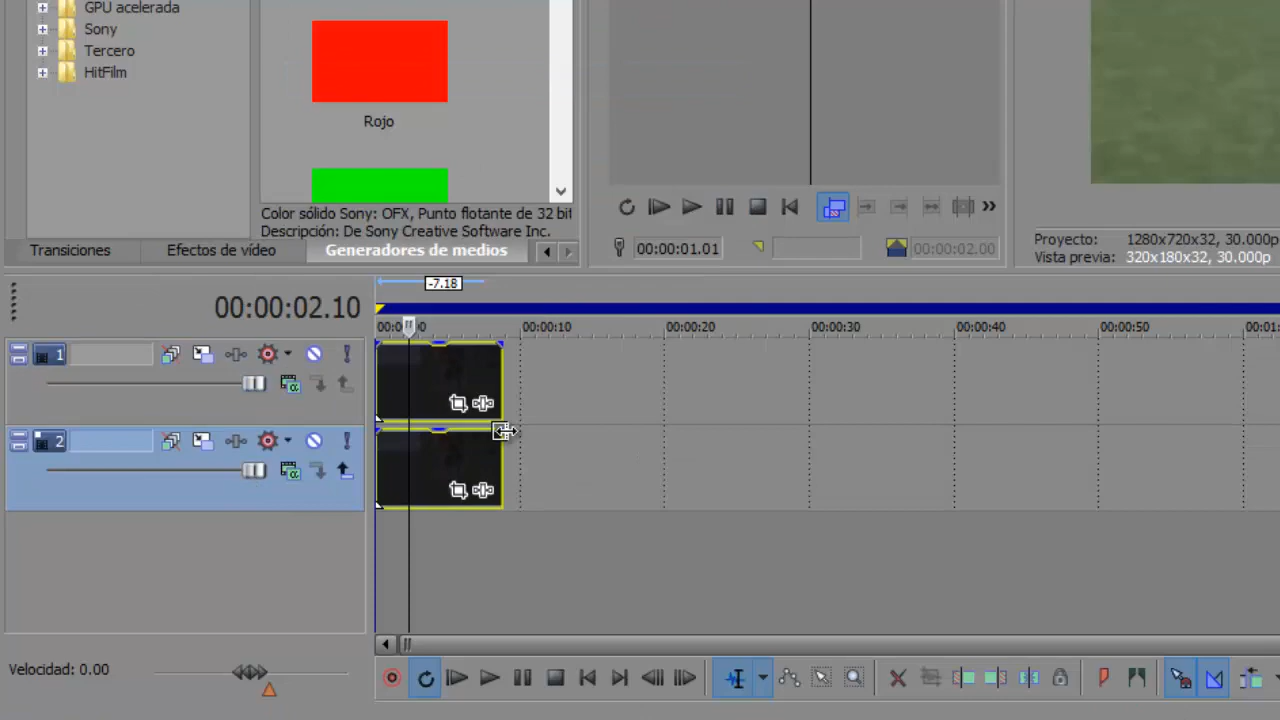 GPU acelerada
Sony
Tercero
HitFilm
Rojo
Color sólido Sony: OFX, Punto flotante de 32 bit
Descripción: De Sony Creative Software Inc.
Transiciones
Efectos de vídeo
Generadores de medios
00:00:01.01
00:00:02.00
Proyecto: 1280x720x32, 30.000p
Vista previa: 320x180x32, 30.000p
-7.18
00:00:02.10
00:00:10
00:00:20
00:00:30
00:00:40
00:00:50
1
2
Velocidad: 0.00